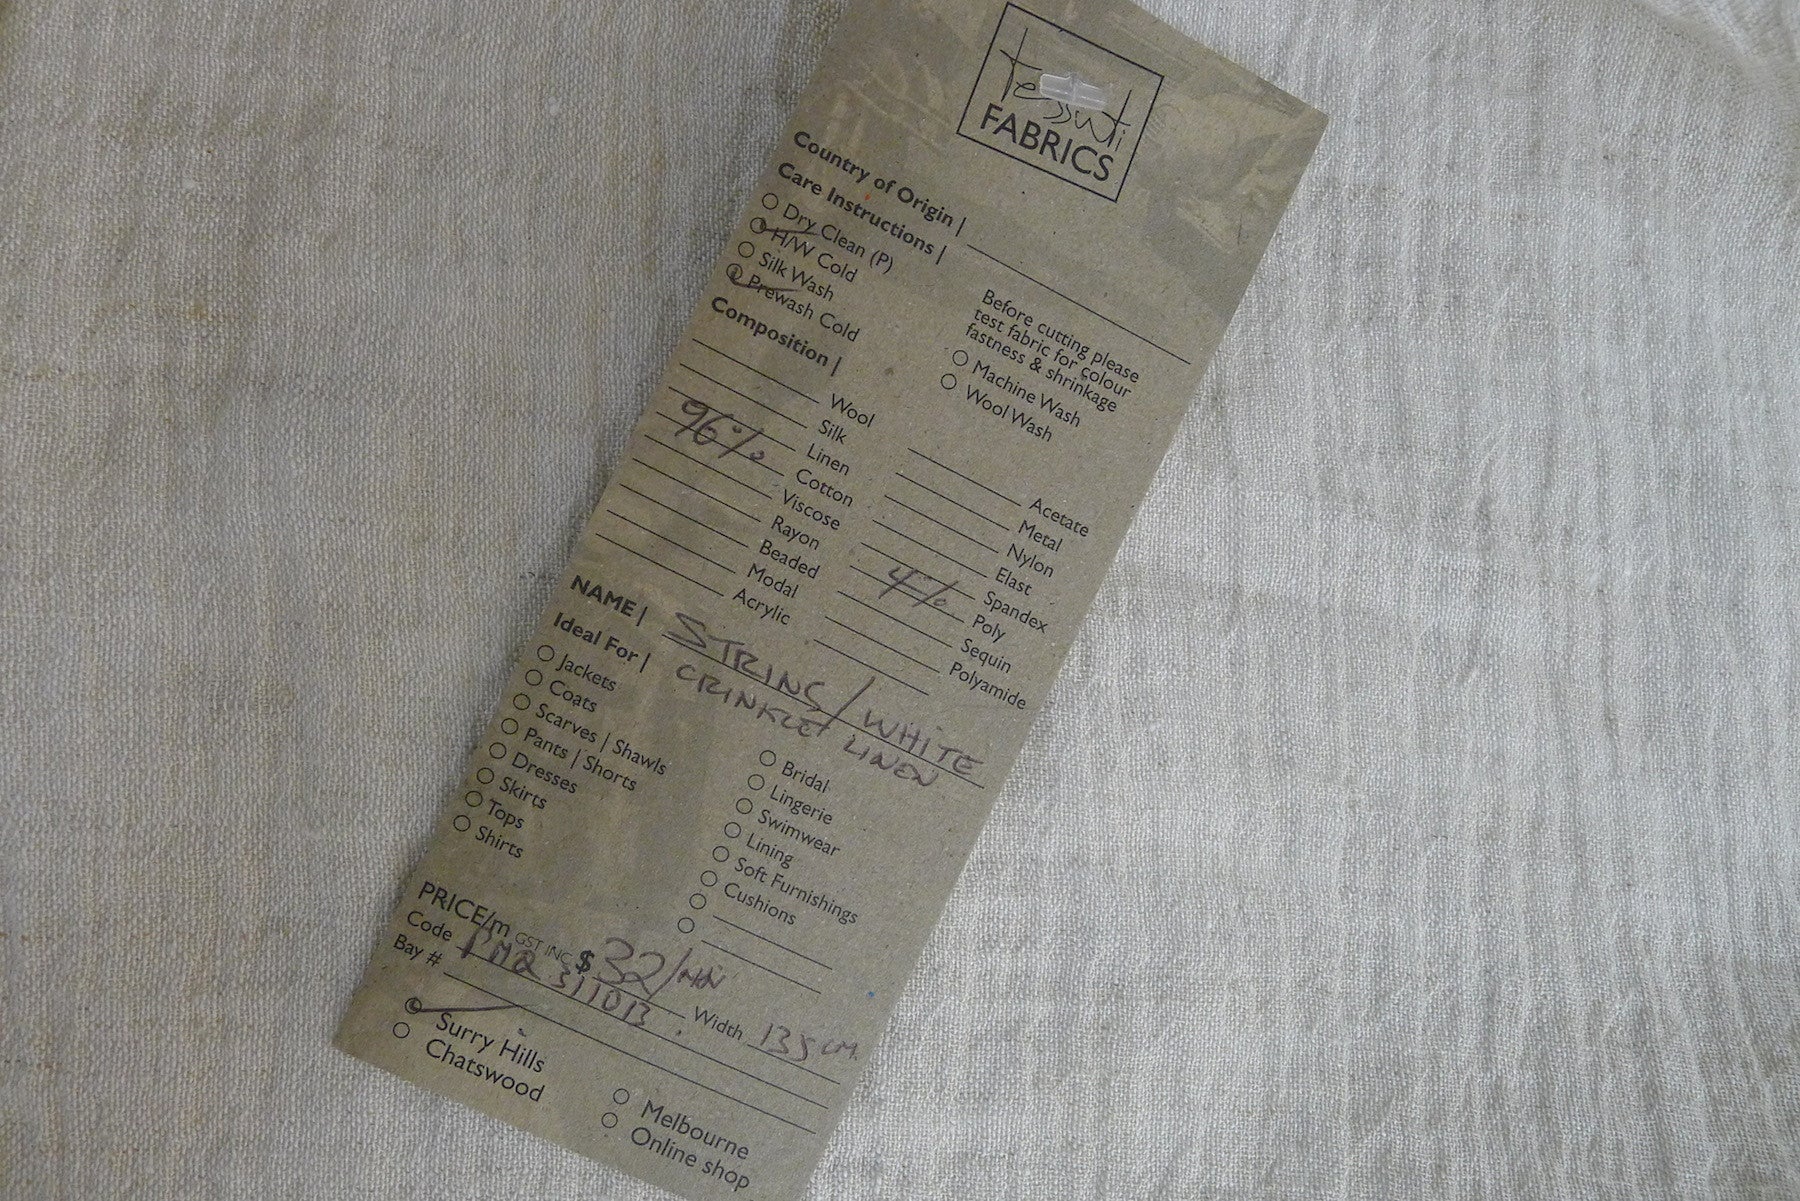 tessuti
FABRICS
Country of Origin |
Care Instructions |
Dry Clean (P)
H/W Cold
Silk Wash
Prewash Cold
Before cutting please
test fabric for colour
fastness & shrinkage
Machine Wash
Wool Wash
Composition |
Wool
Silk
96% Linen
Cotton
Viscose
Rayon
Beaded
Modal
Acrylic
Acetate
Metal
Nylon
Elast
Spandex
4% Poly
Sequin
Polyamide
NAME | STRING/WHITE
CRINKLE LINEN
Ideal For |
Jackets
Coats
Scarves | Shawls
Pants | Shorts
Dresses
Skirts
Tops
Shirts
Bridal
Lingerie
Swimwear
Lining
Soft Furnishings
Cushions
PRICE/m GST INC $32/
Code 311013 Width 135cm.
Bay #
Surry Hills
Chatswood
Melbourne
Online shop